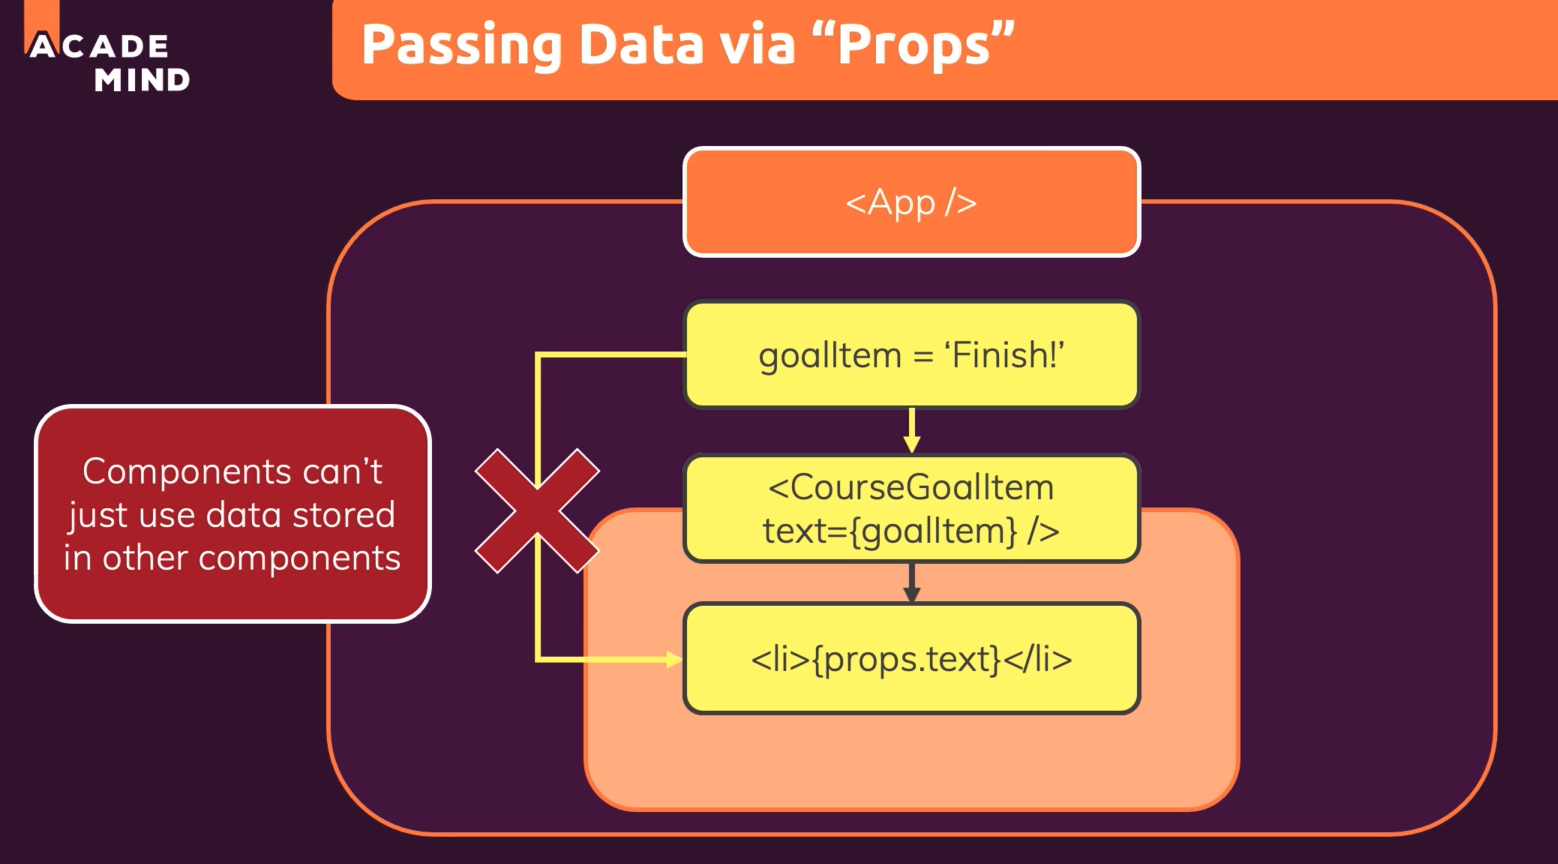 ACADE
MIND
Passing Data via “Props”
<App />
goalItem = ‘Finish!’
Components can’t
just use data stored
in other components
<CourseGoalItem
text={goalItem} />
<li>{props.text}</li>